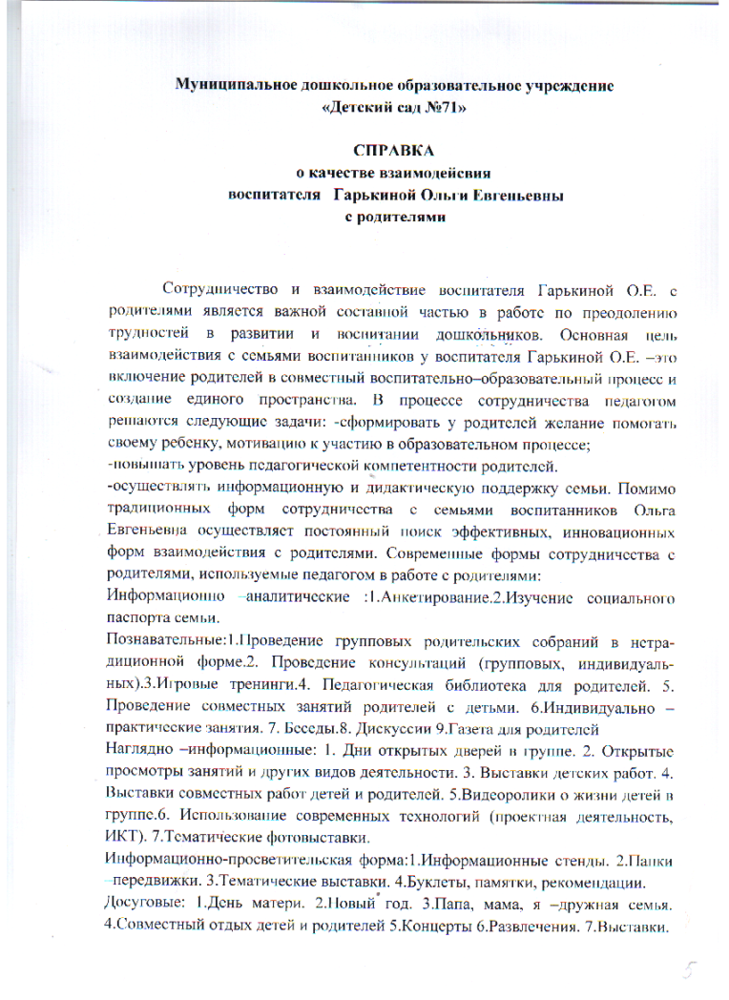 Муниципальное дошкольное образовательное учреждение
«Детский сад №71»
СПРАВКА
о качестве взаимодейсвия
воспитателя Гарькиной Ольги Евгеньевны
с родителями
Сотрудничество и взаимодействие воспитателя Гарькиной О.Е. с
родителями является важной составной частью в работе по преодолению
трудностей в развитии и воспитании дошкольников. Основная цель
взаимодействия с семьями воспитанников у воспитателя Гарькиной О.Е. –это
включение родителей в совместный воспитательно–образовательный процесс и
создание единого пространства. В процессе сотрудничества педагогом
решаются следующие задачи: -сформировать у родителей желание помогать
своему ребенку, мотивацию к участию в образовательном процессе;
-повышать уровень педагогической компетентности родителей.
-осуществлять информационную и дидактическую поддержку семьи. Помимо
традиционных форм сотрудничества с семьями воспитанников Ольга
Евгеньевна осуществляет постоянный поиск эффективных, инновационных
форм взаимодействия с родителями. Современные формы сотрудничества с
родителями, используемые педагогом в работе с родителями:
Информационно –аналитические :1.Анкетирование.2.Изучение социального
паспорта семьи.
Познавательные:1.Проведение групповых родительских собраний в нетра-
диционной форме.2. Проведение консультаций (групповых, индивидуаль-
ных).3.Игровые тренинги.4. Педагогическая библиотека для родителей. 5.
Проведение совместных занятий родителей с детьми. 6.Индивидуально –
практические занятия. 7. Беседы.8. Дискуссии 9.Газета для родителей
Наглядно –информационные: 1. Дни открытых дверей в группе. 2. Открытые
просмотры занятий и других видов деятельности. 3. Выставки детских работ. 4.
Выставки совместных работ детей и родителей. 5.Видеоролики о жизни детей в
группе.6. Использование современных технологий (проектная деятельность,
ИКТ). 7.Тематические фотовыставки.
Информационно-просветительская форма:1.Информационные стенды. 2.Папки
–передвижки. 3.Тематические выставки. 4.Буклеты, памятки, рекомендации.
Досуговые: 1.День матери. 2.Новый год. 3.Папа, мама, я –дружная семья.
4.Совместный отдых детей и родителей 5.Концерты 6.Развлечения. 7.Выставки.
5